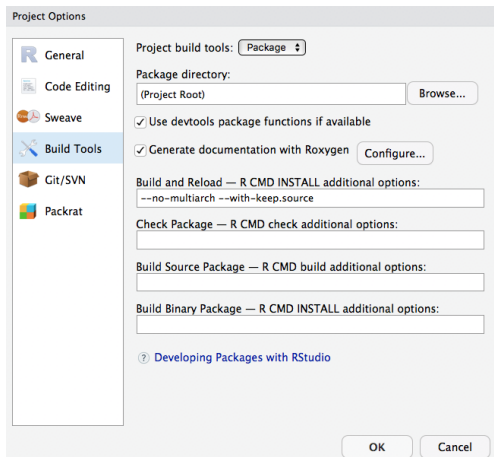 Project Options
General
Code Editing
Sweave
Build Tools
Git/SVN
Packrat
Project build tools: Package
Package directory:
(Project Root)
Browse...
Use devtools package functions if available
Generate documentation with Roxygen
Configure...
Build and Reload — R CMD INSTALL additional options:
--no-multiarch --with-keep.source
Check Package — R CMD check additional options:
Build Source Package — R CMD build additional options:
Build Binary Package — R CMD INSTALL additional options:
? Developing Packages with RStudio
OK
Cancel